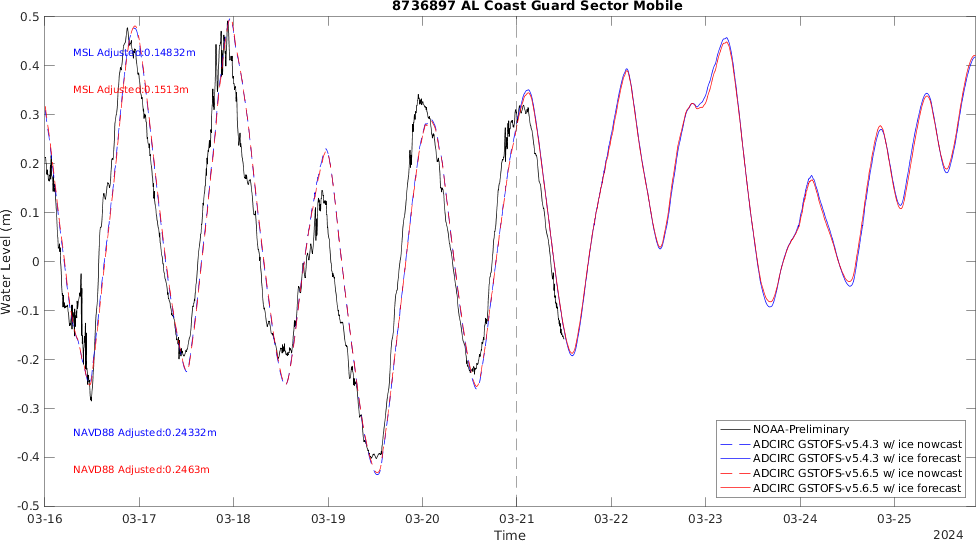 8736897 AL Coast Guard Sector Mobile
0.5
0.4
0.3
0.2
0.1
0
-0.1
-0.2
-0.3
-0.4
-0.5
Water Level (m)
MSL Adjusted:0.14832m
MSL Adjusted:0.1513m
NAVD88 Adjusted:0.24332m
NAVD88 Adjusted:0.2463m
NOAA-Preliminary
ADCIRC GSTOFS-v5.4.3 w/ ice nowcast
ADCIRC GSTOFS-v5.4.3 w/ ice forecast
ADCIRC GSTOFS-v5.6.5 w/ ice nowcast
ADCIRC GSTOFS-v5.6.5 w/ ice forecast
03-16 03-17 03-18 03-19 03-20 03-21 03-22 03-23 03-24 03-25
Time
2024